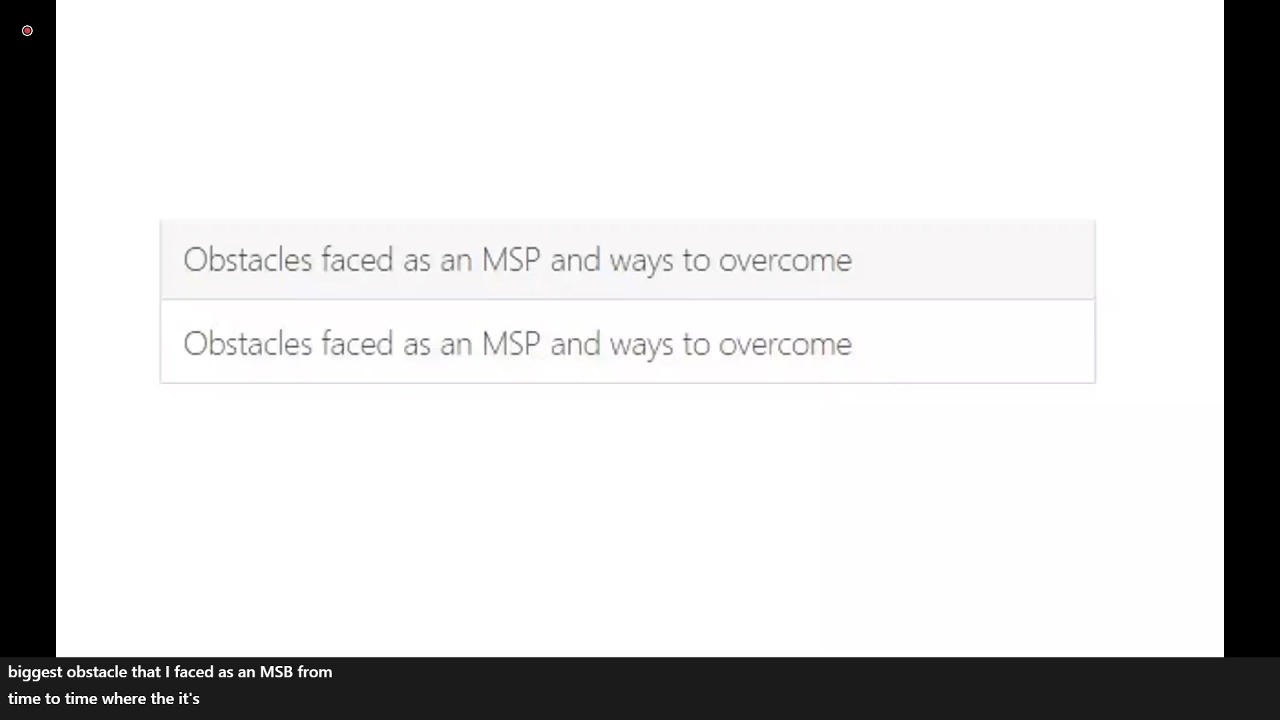 Obstacles faced as an MSP and ways to overcome
Obstacles faced as an MSP and ways to overcome
biggest obstacle that I faced as an MSB from
time to time where the it's